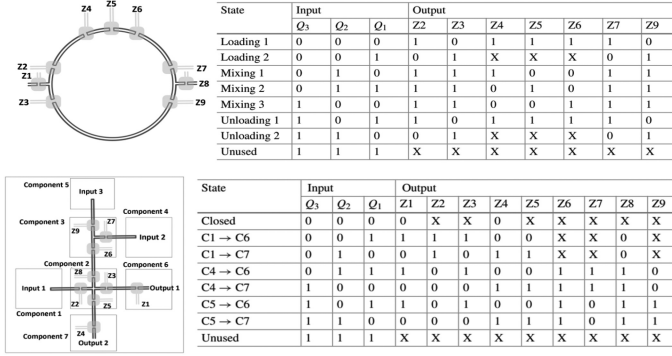 Z5
Z4 Z6
Z2 Z7
Z1 Z8
Z3 Z9
State Input Output
Q3 Q2 Q1 Z2 Z3 Z4 Z5 Z6 Z7 Z9
Loading 1 0 0 0 1 0 1 1 1 1 0
Loading 2 0 0 1 0 1 X X X 0 1
Mixing 1 0 1 0 1 1 1 0 0 1 1
Mixing 2 0 1 1 1 1 0 1 0 1 1
Mixing 3 1 0 0 1 1 0 0 1 1 1
Unloading 1 1 0 1 1 0 1 1 1 1 0
Unloading 2 1 1 0 0 1 X X X 0 1
Unused 1 1 1 X X X X X X X
Component 5
Input 3
Component 3 Component 4
Z7
Z9
Input 2
Z6
Component 2 Component 6
Z8 Z3
Input 1 Output 1
Z2 Z5 Z1
Component 1
Z4
Component 7
Output 2
State Input Output
Q3 Q2 Q1 Z1 Z2 Z3 Z4 Z5 Z6 Z7 Z8 Z9
Closed 0 0 0 0 X X 0 X X X X X
C1 → C6 0 0 1 1 1 1 0 0 X X 0 X
C1 → C7 0 1 0 0 1 0 1 1 X X 0 X
C4 → C6 0 1 1 1 0 1 0 0 1 1 1 0
C4 → C7 1 0 0 0 0 0 1 1 1 1 1 0
C5 → C6 1 0 1 1 0 1 0 0 1 0 1 1
C5 → C7 1 1 0 0 0 0 1 1 1 0 1 1
Unused 1 1 1 X X X X X X X X X